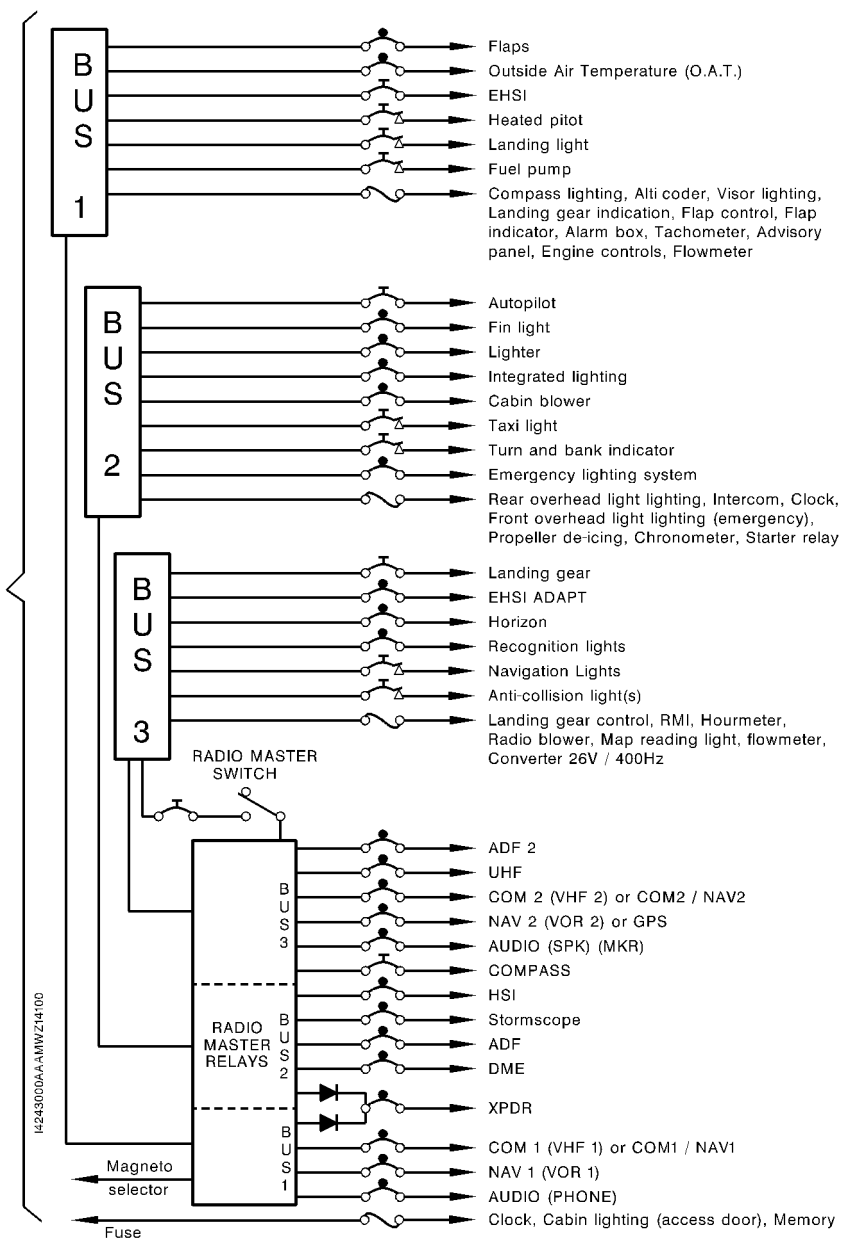 BUS 1
Flaps
Outside Air Temperature (O.A.T.)
EHSI
Heated pitot
Landing light
Fuel pump
Compass lighting, Alti coder, Visor lighting,
Landing gear indication, Flap control, Flap
indicator, Alarm box, Tachometer, Advisory
panel, Engine controls, Flowmeter
BUS 2
Autopilot
Fin light
Lighter
Integrated lighting
Cabin blower
Taxi light
Turn and bank indicator
Emergency lighting system
Rear overhead light lighting, Intercom, Clock,
Front overhead light lighting (emergency),
Propeller de-icing, Chronometer, Starter relay
BUS 3
Landing gear
EHSI ADAPT
Horizon
Recognition lights
Navigation Lights
Anti-collision light(s)
Landing gear control, RMI, Hourmeter,
Radio blower, Map reading light, flowmeter,
Converter 26V / 400Hz
RADIO MASTER
SWITCH
BUS3
ADF 2
UHF
COM 2 (VHF 2) or COM2 / NAV2
NAV 2 (VOR 2) or GPS
AUDIO (SPK) (MKR)
COMPASS
RADIO
MASTER
RELAYS
BUS2
HSI
Stormscope
ADF
DME
XPDR
BUS1
COM 1 (VHF 1) or COM1 / NAV1
NAV 1 (VOR 1)
AUDIO (PHONE)
Magneto
selector
Fuse
Clock, Cabin lighting (access door), Memory
I4243000AAAMWZ14100